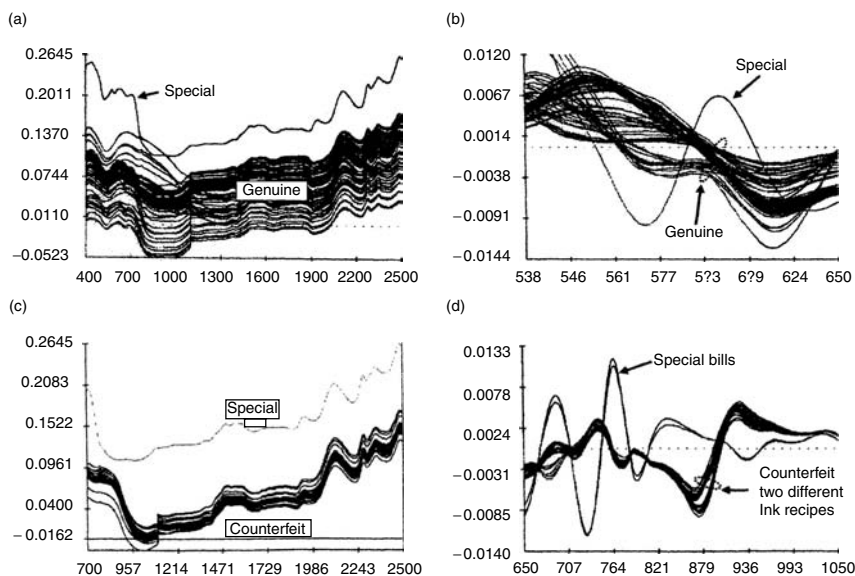 (a)
0.2645
0.2011
0.1370
0.0744
0.0110
−0.0523
400 700 1000 1300 1600 1900 2200 2500
Special
Genuine
(b)
0.0120
0.0067
0.0014
−0.0038
−0.0091
−0.0144
538 546 561 577 5?3 6?9 624 650
Special
Genuine
(c)
0.2645
0.2083
0.1522
0.0961
0.0400
−0.0162
700 957 1214 1471 1729 1986 2243 2500
Special
Counterfeit
(d)
0.0133
0.0078
0.0024
−0.0031
−0.0085
−0.0140
650 707 764 821 879 936 993 1050
Special bills
Counterfeit
two different
Ink recipes